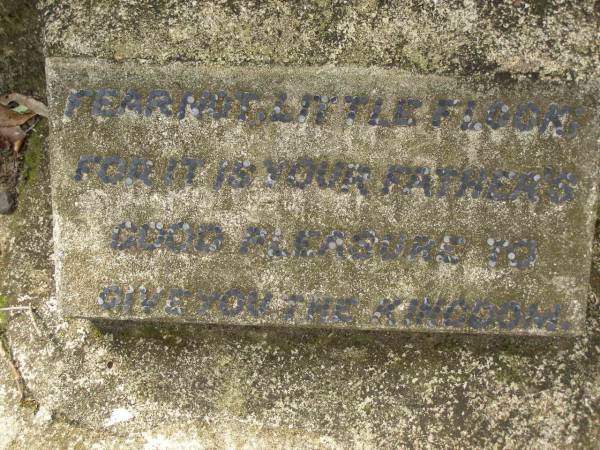 FEAR NOT, LITTLE FLOCK;
FOR IT IS YOUR FATHER'S
GOOD PLEASURE TO
GIVE YOU THE KINGDOM.